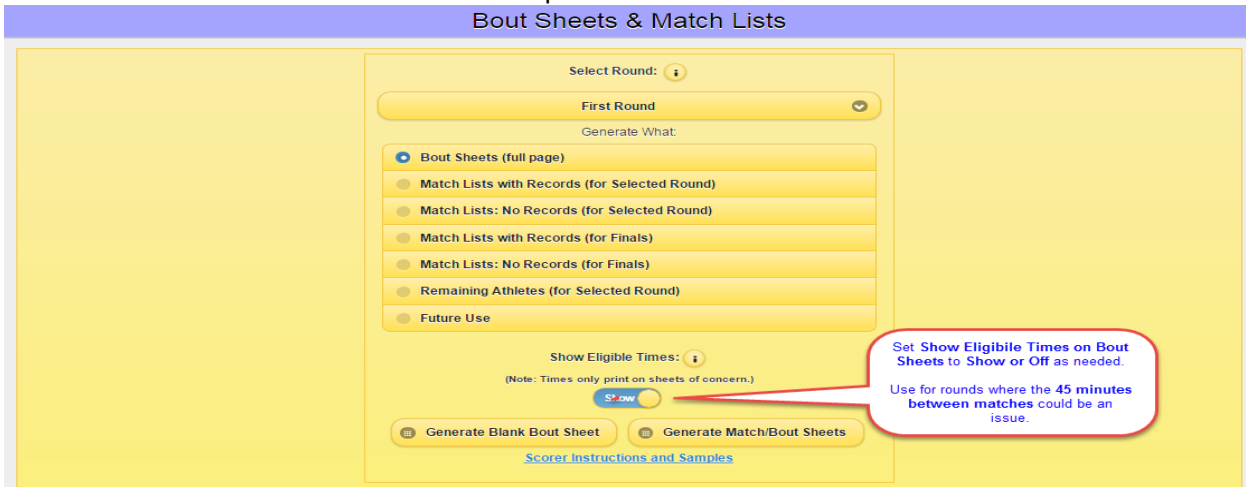 Bout Sheets & Match Lists
Select Round:
First Round
Generate What:
Bout Sheets (full page)
Match Lists with Records (for Selected Round)
Match Lists: No Records (for Selected Round)
Match Lists with Records (for Finals)
Match Lists: No Records (for Finals)
Remaining Athletes (for Selected Round)
Future Use
Show Eligible Times:
(Note: Times only print on sheets of concern.)
Show
Generate Blank Bout Sheet
Generate Match/Bout Sheets
Scorer Instructions and Samples
Set Show Eligibile Times on Bout
Sheets to Show or Off as needed.
Use for rounds where the 45 minutes
between matches could be an
issue.